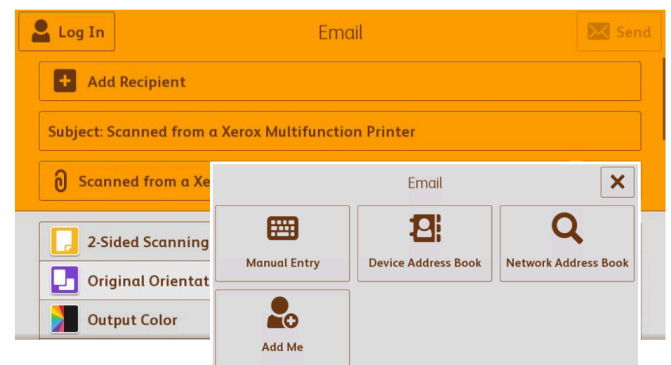 Log In
Email
Send
Add Recipient
Subject: Scanned from a Xerox Multifunction Printer
Scanned from a Xe
Email
2-Sided Scanning
Manual Entry
Device Address Book
Network Address Book
Original Orientat
Output Color
Add Me